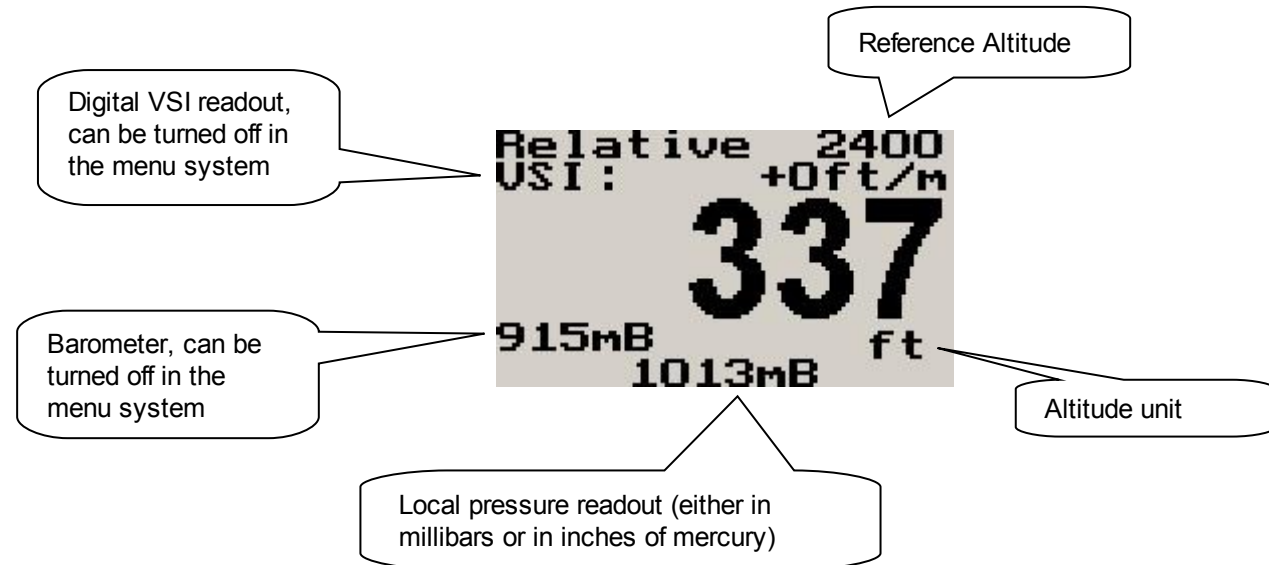 Reference Altitude
Digital VSI readout,
can be turned off in
the menu system
Relative 2400
VSI: +0ft/m
337
915mB ft
1013mB
Barometer, can be
turned off in the
menu system
Altitude unit
Local pressure readout (either in
millibars or in inches of mercury)